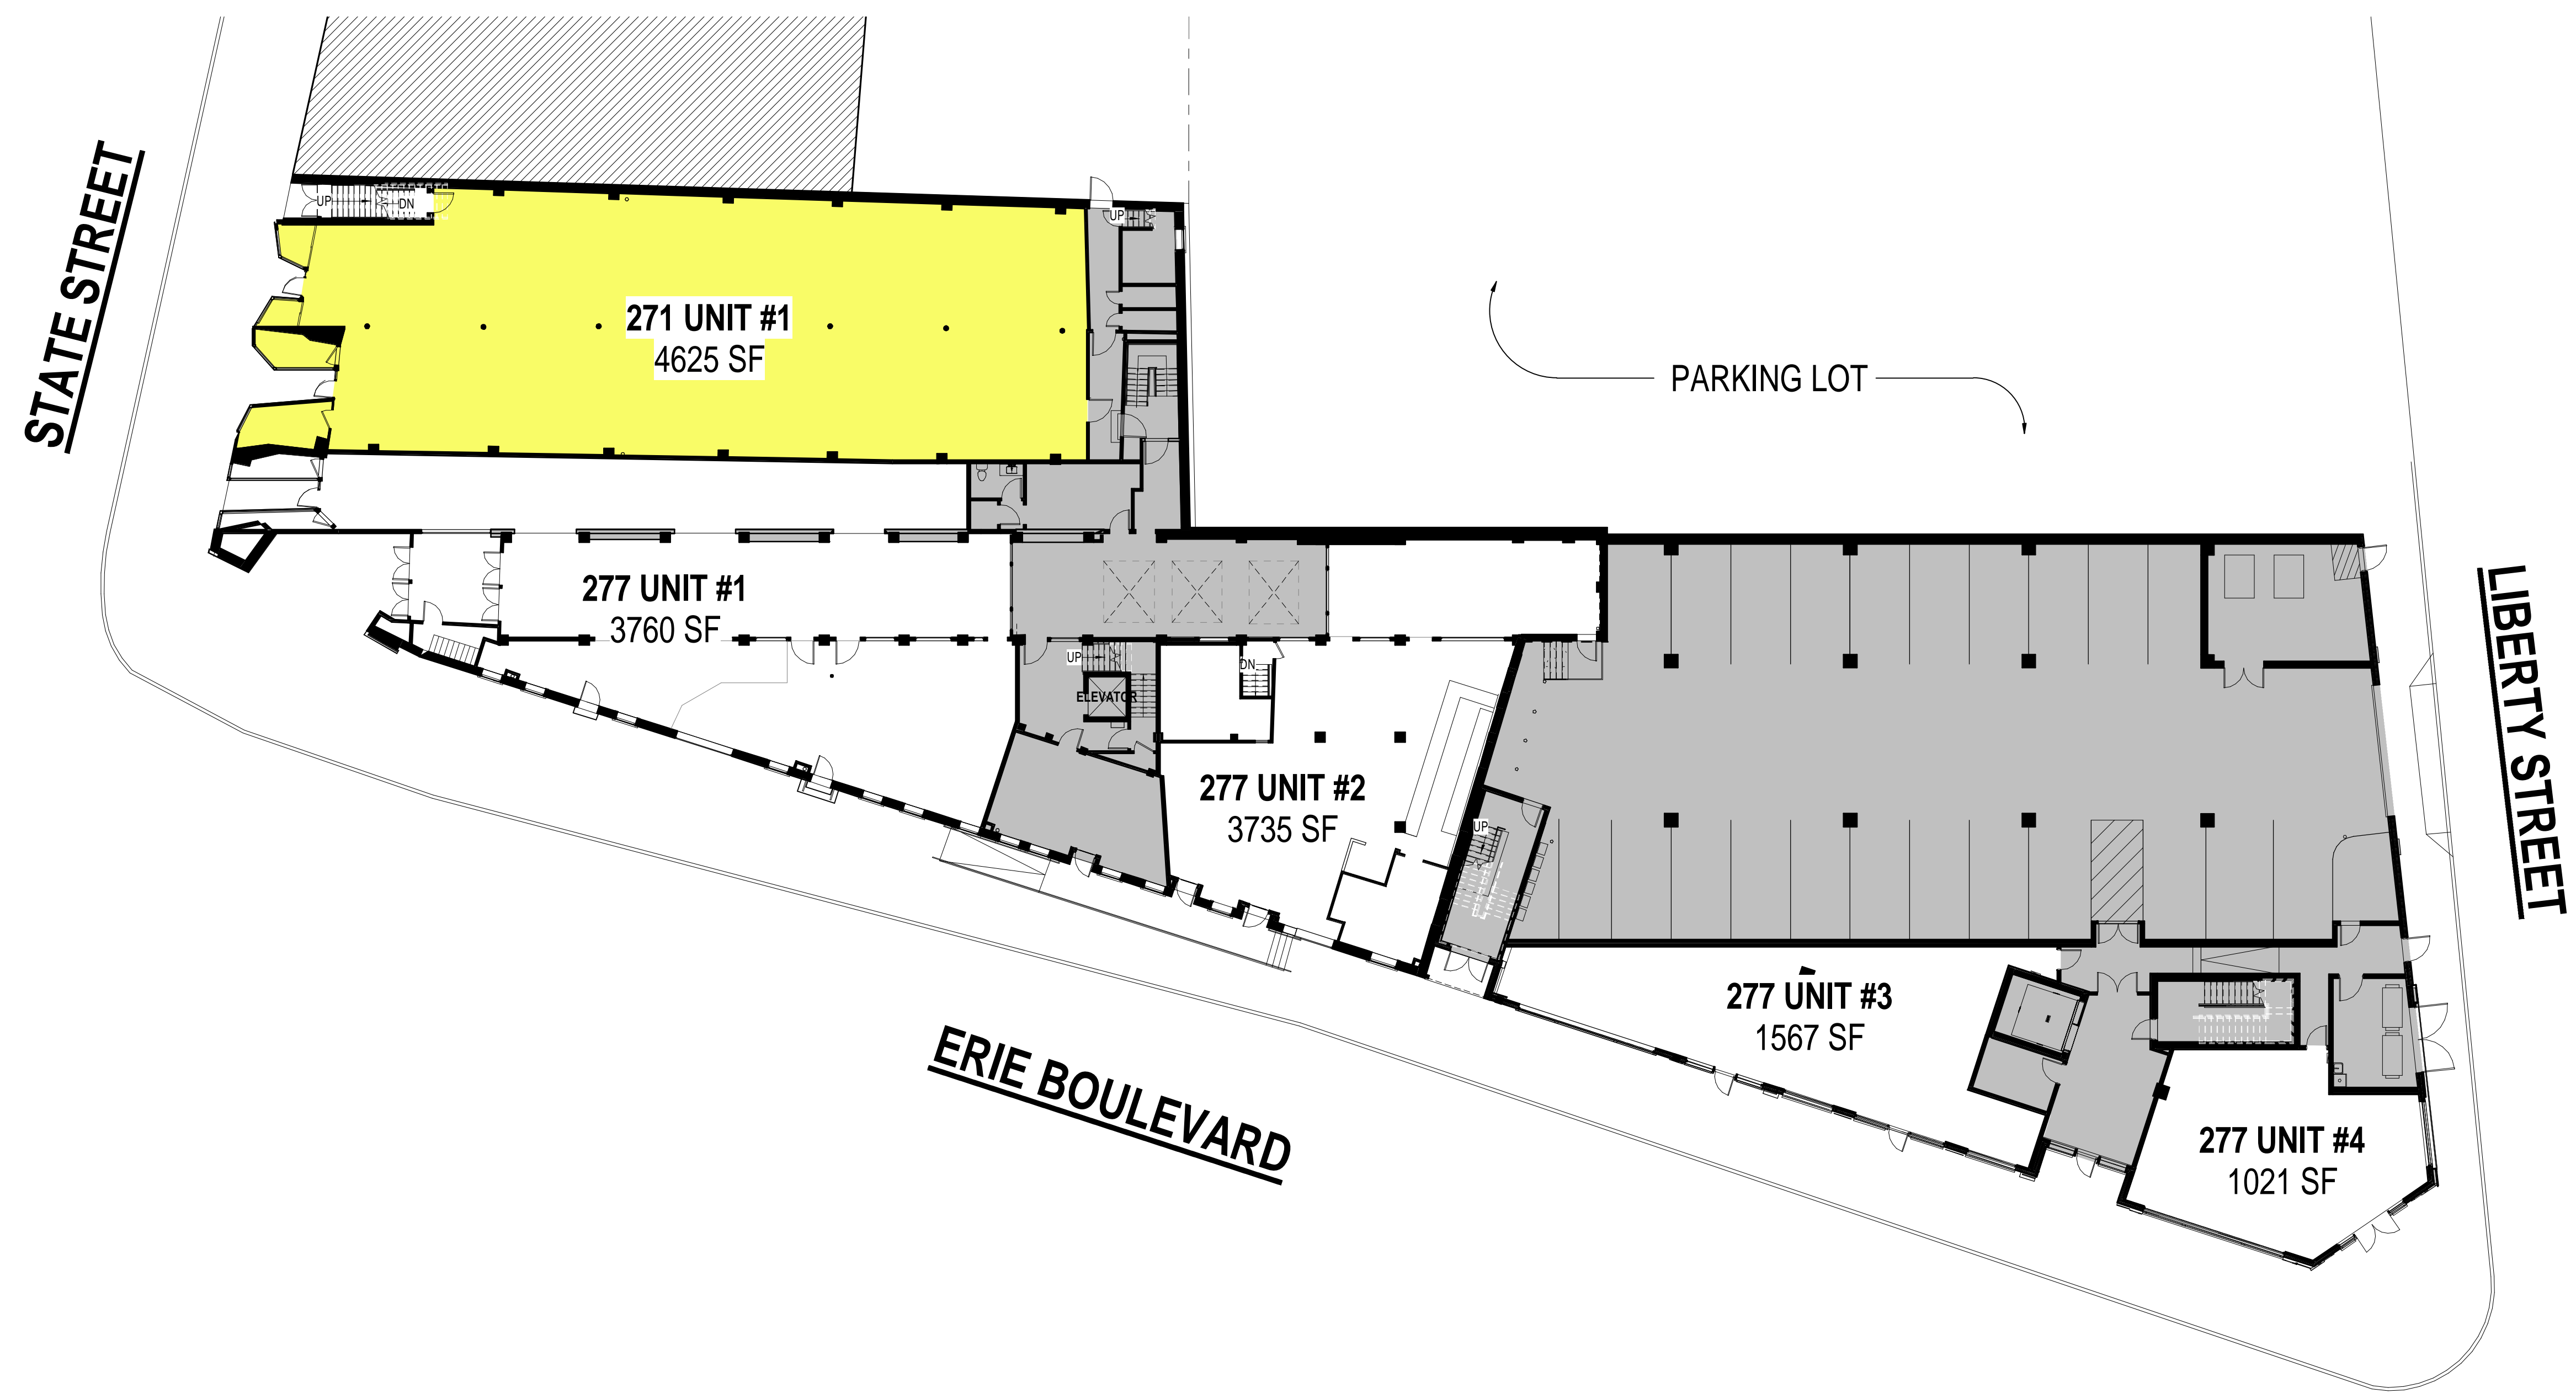 STATE STREET
UP
DN
UP
271 UNIT #1
4625 SF
PARKING LOT
277 UNIT #1
3760 SF
UP
ELEVATOR
DN
277 UNIT #2
3735 SF
UP
LIBERTY STREET
277 UNIT #3
1567 SF
277 UNIT #4
1021 SF
ERIE BOULEVARD